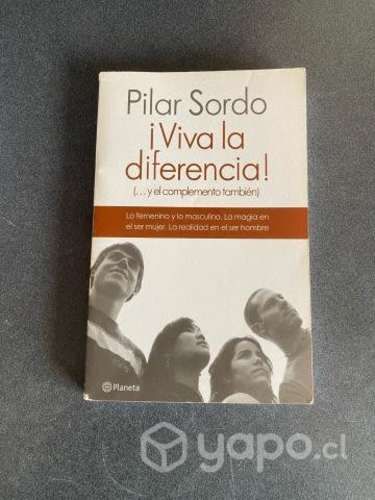 Pilar Sordo
¡Viva la
diferencia!
(...y el complemento también)
Lo femenino y lo masculino. La magia en
el ser mujer. La realidad en el ser hombre
Planeta
yapo.cl